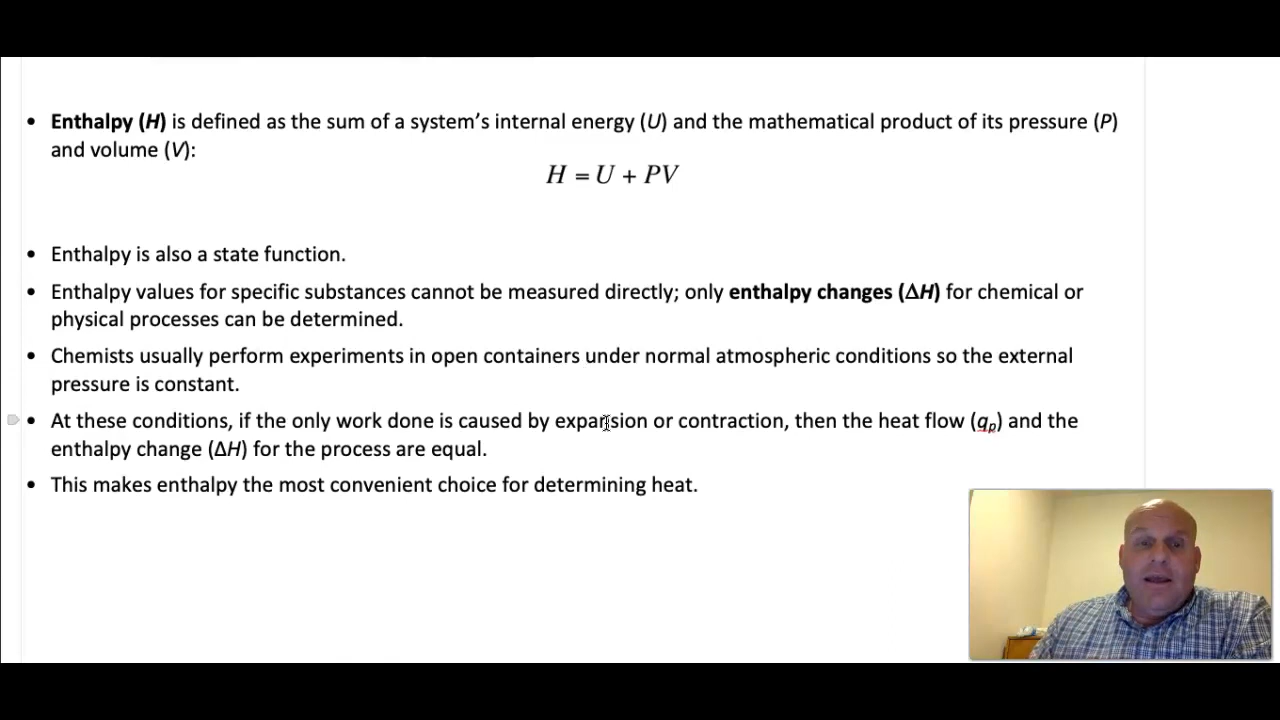 • Enthalpy (H) is defined as the sum of a system’s internal energy (U) and the mathematical product of its pressure (P)
and volume (V):
H = U + PV
• Enthalpy is also a state function.
• Enthalpy values for specific substances cannot be measured directly; only enthalpy changes (ΔH) for chemical or
physical processes can be determined.
• Chemists usually perform experiments in open containers under normal atmospheric conditions so the external
pressure is constant.
• At these conditions, if the only work done is caused by expansion or contraction, then the heat flow (qp) and the
enthalpy change (ΔH) for the process are equal.
• This makes enthalpy the most convenient choice for determining heat.